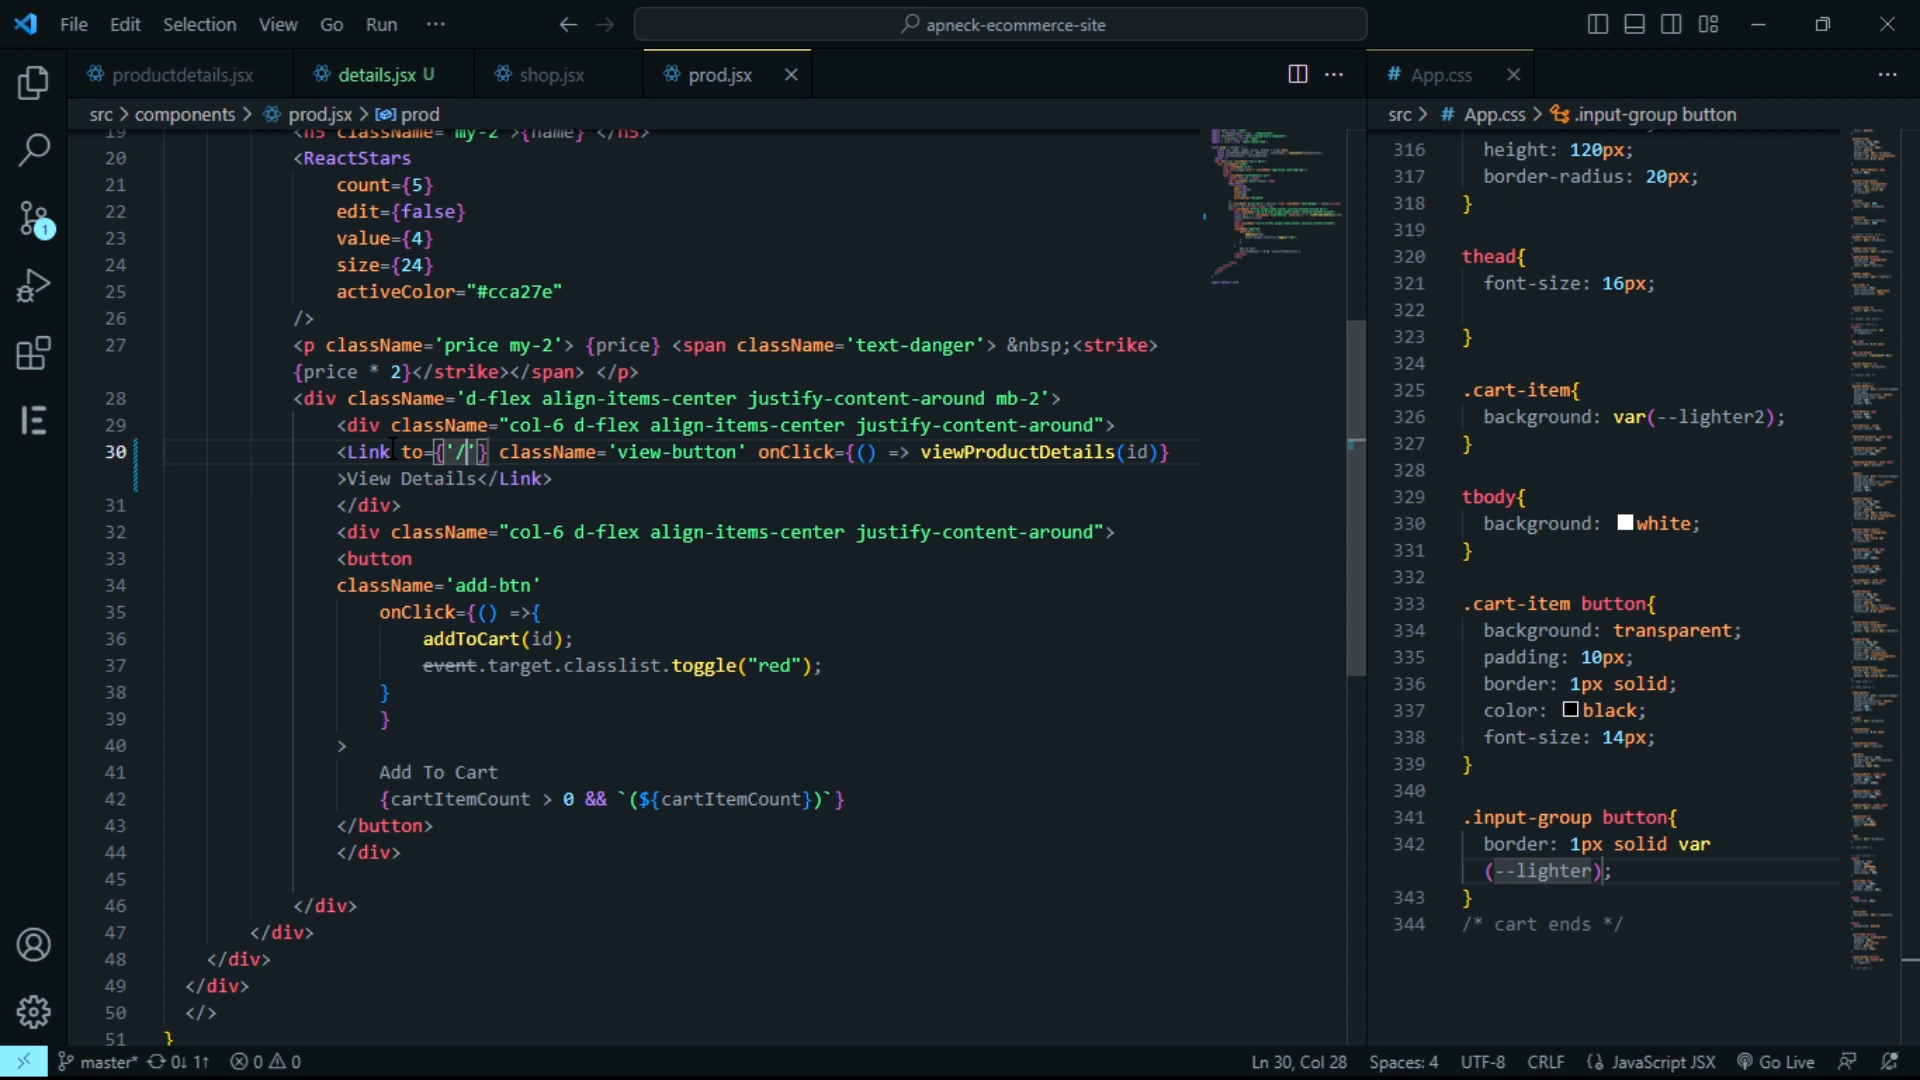 File Edit Selection View Go Run ···
apneck-ecommerce-site
productdetails.jsx
details.jsx U
shop.jsx
prod.jsx
src > components > prod.jsx > prod
19 <h5 className='my-2'>{name} </h5>
20 <ReactStars
21 count={5}
22 edit={false}
23 value={4}
24 size={24}
25 activeColor="#cca27e"
26 />
27 <p className='price my-2'> {price} <span className='text-danger'> &nbsp;<strike>
{price * 2}</strike></span> </p>
28 <div className='d-flex align-items-center justify-content-around mb-2'>
29 <div className="col-6 d-flex align-items-center justify-content-around">
30 <Link to={'/'} className='view-button' onClick={() => viewProductDetails(id)}
>View Details</Link>
31 </div>
32 <div className="col-6 d-flex align-items-center justify-content-around">
33 <button
34 className='add-btn'
35 onClick={() =>{
36 addToCart(id);
37 event.target.classlist.toggle("red");
38 }
39 }
40 >
41 Add To Cart
42 {cartItemCount > 0 && `(${cartItemCount})`}
43 </button>
44 </div>
45
46 </div>
47 </div>
48 </div>
49 </div>
50 </>
51 }
# App.css
src > # App.css > .input-group button
316 height: 120px;
317 border-radius: 20px;
318 }
319
320 thead{
321 font-size: 16px;
322
323 }
324
325 .cart-item{
326 background: var(--lighter2);
327 }
328
329 tbody{
330 background: white;
331 }
332
333 .cart-item button{
334 background: transparent;
335 padding: 10px;
336 border: 1px solid;
337 color: black;
338 font-size: 14px;
339 }
340
341 .input-group button{
342 border: 1px solid var
(--lighter);
343 }
344 /* cart ends */
1
master* 0↓ 1↑ 0 0
Ln 30, Col 28 Spaces: 4 UTF-8 CRLF {} JavaScript JSX Go Live